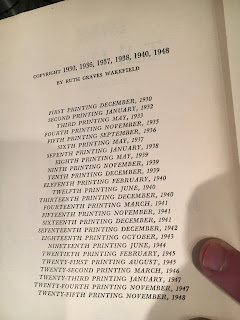 COPYRIGHT 1930, 1936, 1937, 1938, 1940, 1948
BY RUTH GRAVES WAKEFIELD
FIRST PRINTING DECEMBER, 1930
SECOND PRINTING JANUARY, 1932
THIRD PRINTING MAY, 1933
FOURTH PRINTING NOVEMBER, 1935
FIFTH PRINTING SEPTEMBER, 1936
SIXTH PRINTING MAY, 1937
SEVENTH PRINTING JANUARY, 1938
EIGHTH PRINTING MAY, 1939
NINTH PRINTING NOVEMBER, 1939
TENTH PRINTING DECEMBER, 1939
ELEVENTH PRINTING FEBRUARY, 1940
TWELFTH PRINTING JUNE, 1940
THIRTEENTH PRINTING DECEMBER, 1940
FOURTEENTH PRINTING MARCH, 1941
FIFTEENTH PRINTING NOVEMBER, 1941
SIXTEENTH PRINTING DECEMBER, 1941
SEVENTEENTH PRINTING DECEMBER, 1942
EIGHTEENTH PRINTING OCTOBER, 1943
NINETEENTH PRINTING JUNE, 1944
TWENTIETH PRINTING FEBRUARY, 1945
TWENTY-FIRST PRINTING AUGUST, 1945
TWENTY-SECOND PRINTING MARCH, 1946
TWENTY-THIRD PRINTING JANUARY, 1947
TWENTY-FOURTH PRINTING NOVEMBER, 1947
TWENTY-FIFTH PRINTING NOVEMBER, 1948